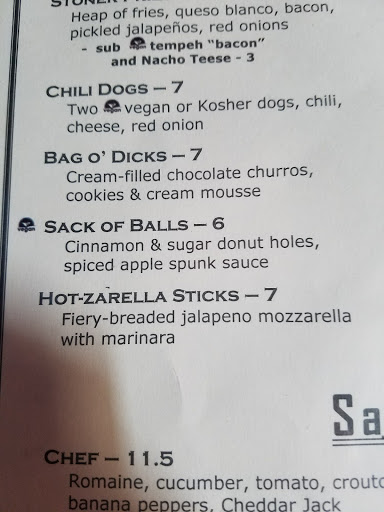 Heap of fries, queso blanco, bacon,
pickled jalapeños, red onions
- sub tempeh "bacon"
and Nacho Teese - 3
CHILI DOGS – 7
Two vegan or Kosher dogs, chili,
cheese, red onion
BAG O' DICKS – 7
Cream-filled chocolate churros,
cookies & cream mousse
SACK OF BALLS – 6
Cinnamon & sugar donut holes,
spiced apple spunk sauce
HOT-ZARELLA STICKS – 7
Fiery-breaded jalapeno mozzarella
with marinara
Sa
CHEF – 11.5
Romaine, cucumber, tomato, crouto
banana peppers, Cheddar Jack